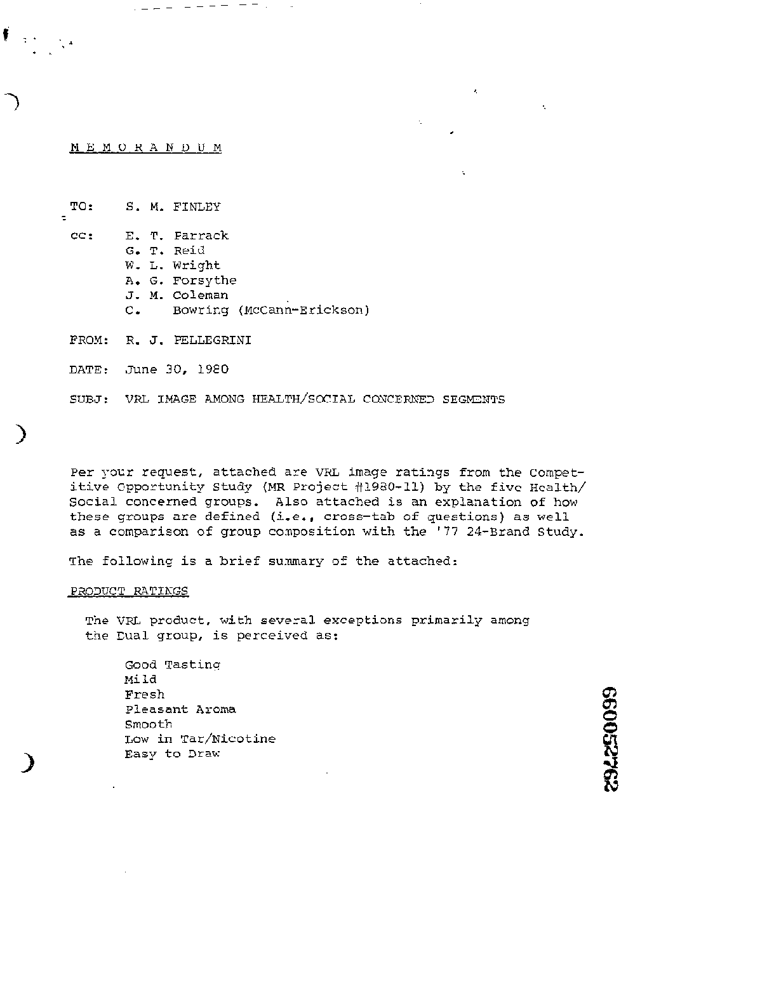 M E M O R A N D U M
TO: S. M. FINLEY
cc: E. T. Parrack
G. T. Reid
W. L. Wright
A. G. Forsythe
J. M. Coleman
C. Bowring (McCann-Erickson)
FROM: R. J. PELLEGRINI
DATE: June 30, 1980
SUBJ: VRL IMAGE AMONG HEALTH/SOCIAL CONCERNED SEGMENTS
Per your request, attached are VRL image ratings from the Compet-
itive Opportunity Study (MR Project #1980-11) by the five Health/
Social concerned groups. Also attached is an explanation of how
these groups are defined (i.e., cross-tab of questions) as well
as a comparison of group composition with the '77 24-Brand Study.
The following is a brief summary of the attached:
PRODUCT RATINGS
The VRL product, with several exceptions primarily among
the Dual group, is perceived as:
Good Tasting
Mild
Fresh
Pleasant Aroma
Smooth
Low in Tar/Nicotine
Easy to Draw
660052762